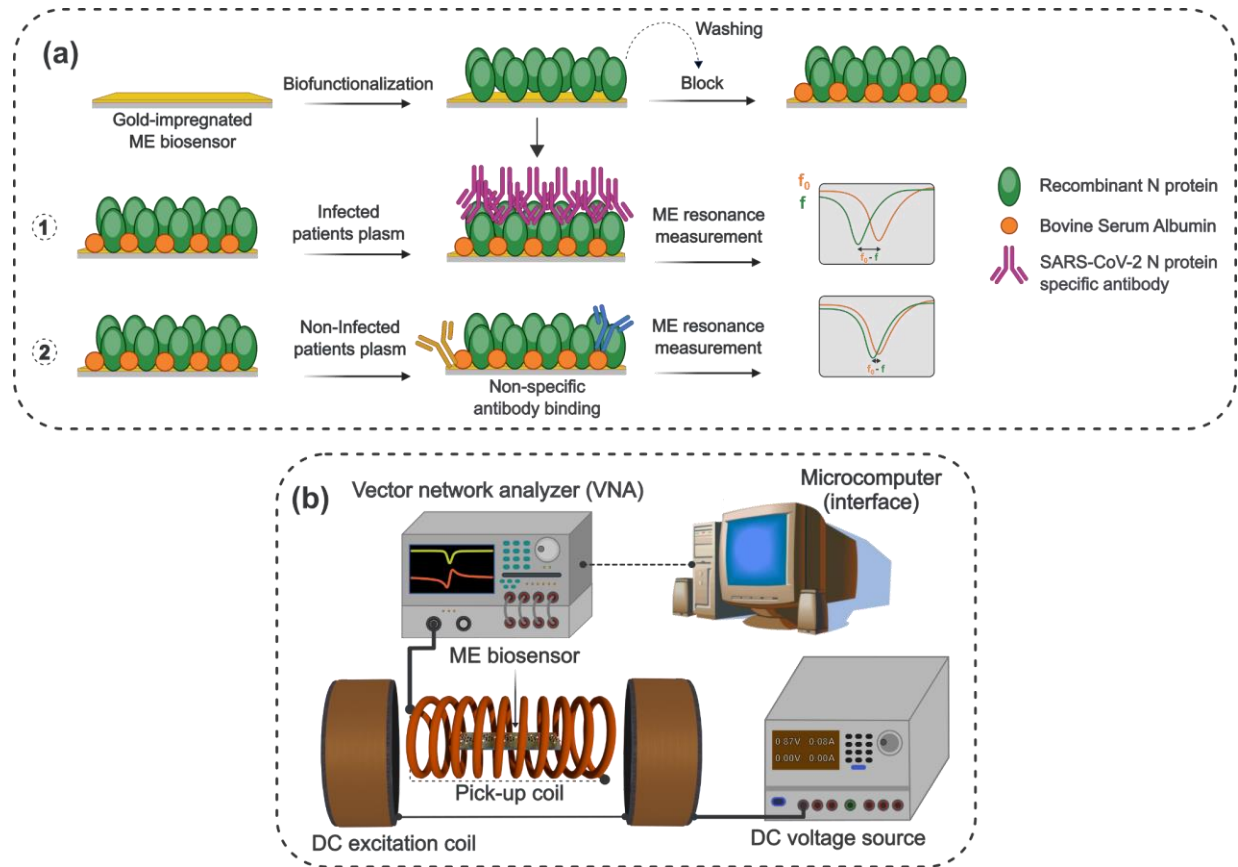 (a)
Washing
Biofunctionalization
Block
Gold-impregnated
ME biosensor
1
Infected
patients plasm
ME resonance
measurement
f₀
f
f₀ - f
Recombinant N protein
Bovine Serum Albumin
SARS-CoV-2 N protein
specific antibody
2
Non-Infected
patients plasm
Non-specific
antibody binding
ME resonance
measurement
f₀ - f
(b)
Vector network analyzer (VNA)
Microcomputer
(interface)
ME biosensor
Pick-up coil
DC excitation coil
0.87V 0.08A
0.00V 0.00A
DC voltage source